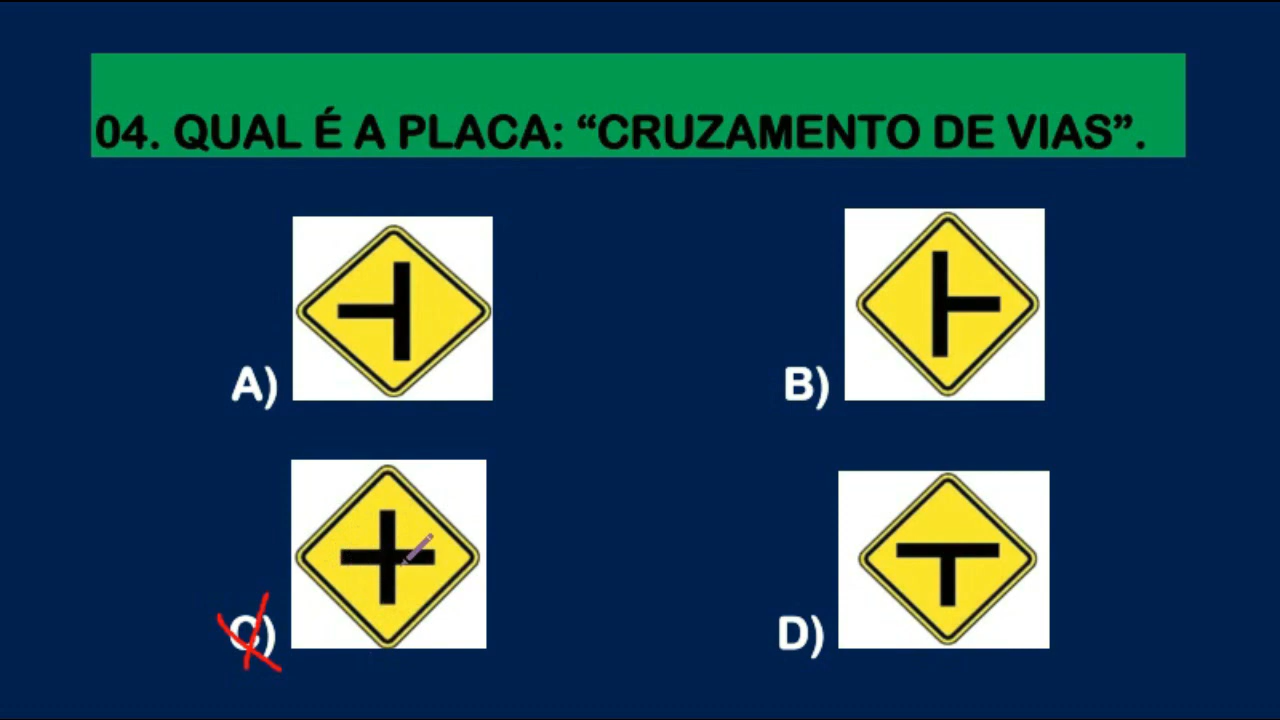 04. QUAL É A PLACA: “CRUZAMENTO DE VIAS”.
A)
B)
C)
D)